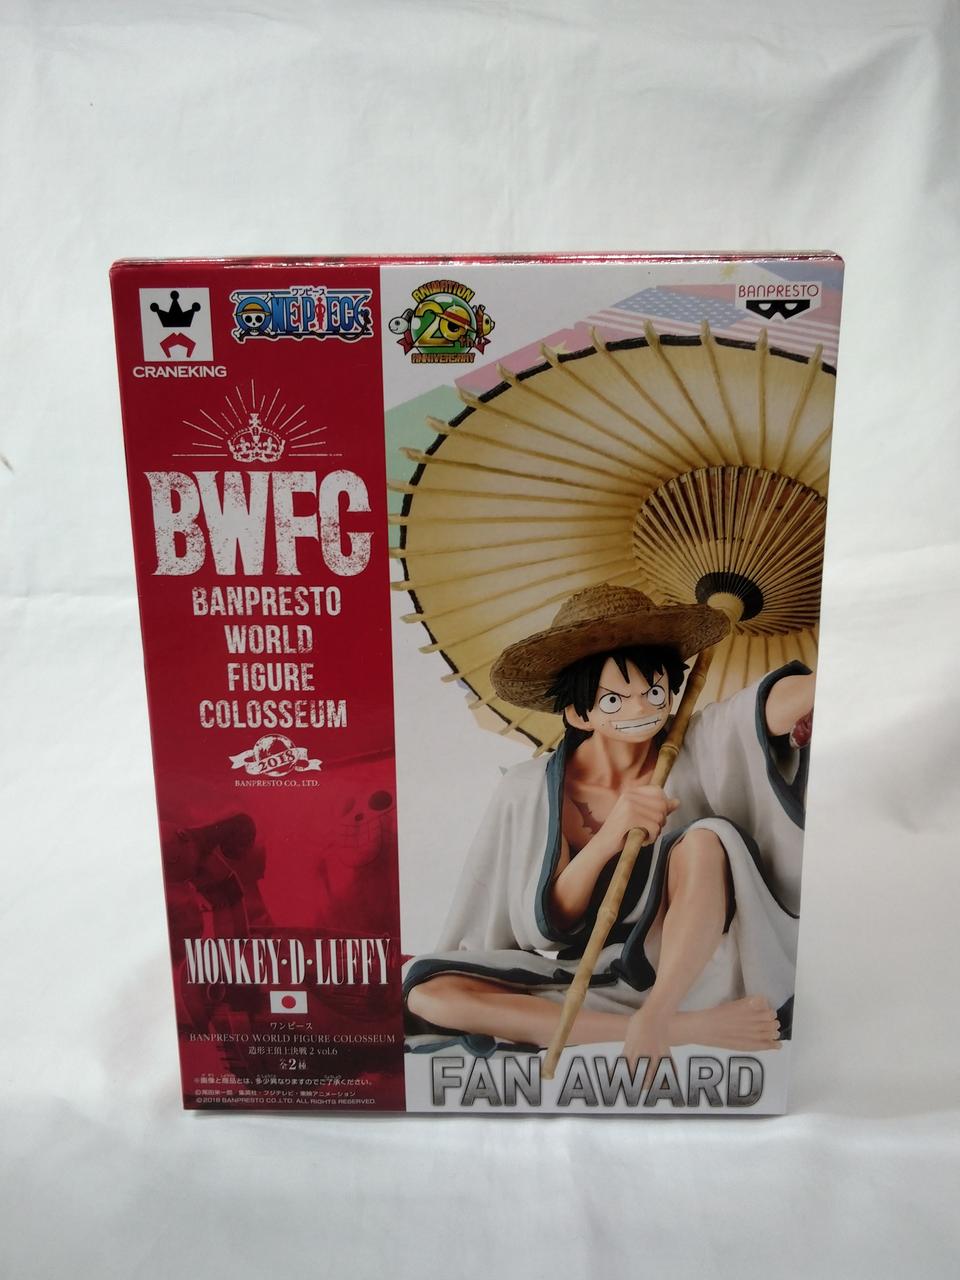 CRANEKING
ワンピース
ONE PIECE
ANIMATION
20th
ANNIVERSARY
BANPRESTO
BWFC
BANPRESTO
WORLD
FIGURE
COLOSSEUM
2018
BANPRESTO CO., LTD.
MONKEY・D・LUFFY
ワンピース
BANPRESTO WORLD FIGURE COLOSSEUM
造形王頂上決戦2 vol.6
全2種
※画像と商品とは、多少異なりますのでご了承ください。
©尾田栄一郎/集英社・フジテレビ・東映アニメーション
©2018 BANPRESTO CO.,LTD. ALL RIGHTS RESERVED.
FAN AWARD